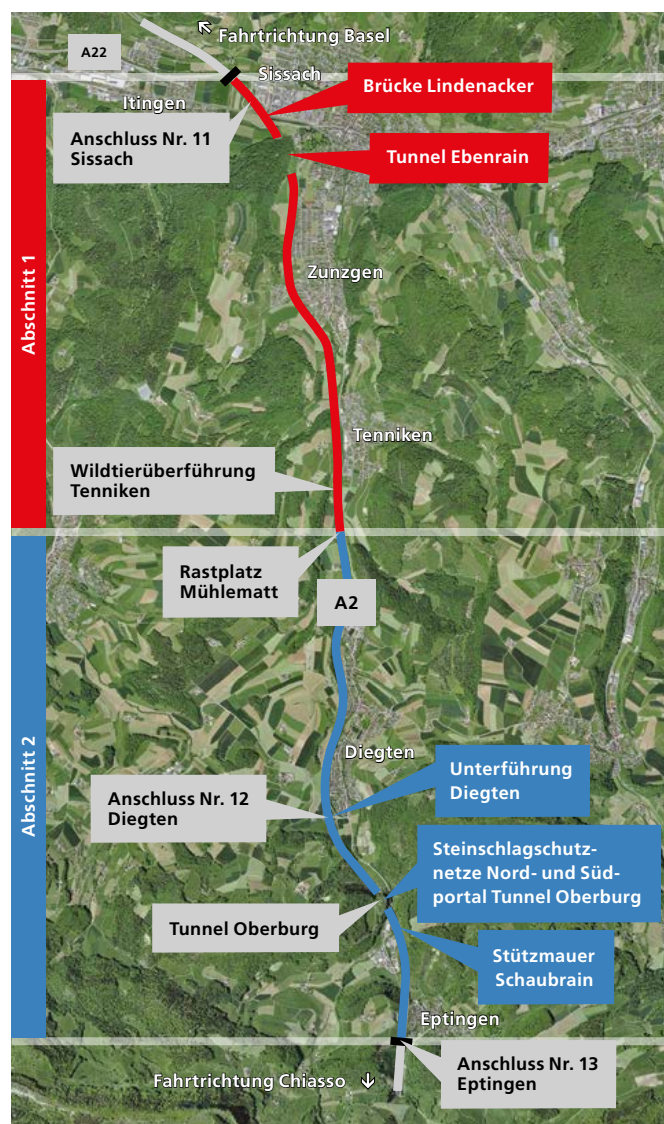 Fahrtrichtung Basel
A22
Sissach
Brücke Lindenacker
Itingen
Anschluss Nr. 11
Sissach
Tunnel Ebenrain
Abschnitt 1
Zunzgen
Tenniken
Wildtierüberführung
Tenniken
Rastplatz
Mühlematt
A2
Abschnitt 2
Diegten
Unterführung
Diegten
Anschluss Nr. 12
Diegten
Steinschlagschutz-
netze Nord- und Süd-
portal Tunnel Oberburg
Tunnel Oberburg
Stützmauer
Schaubrain
Eptingen
Anschluss Nr. 13
Eptingen
Fahrtrichtung Chiasso